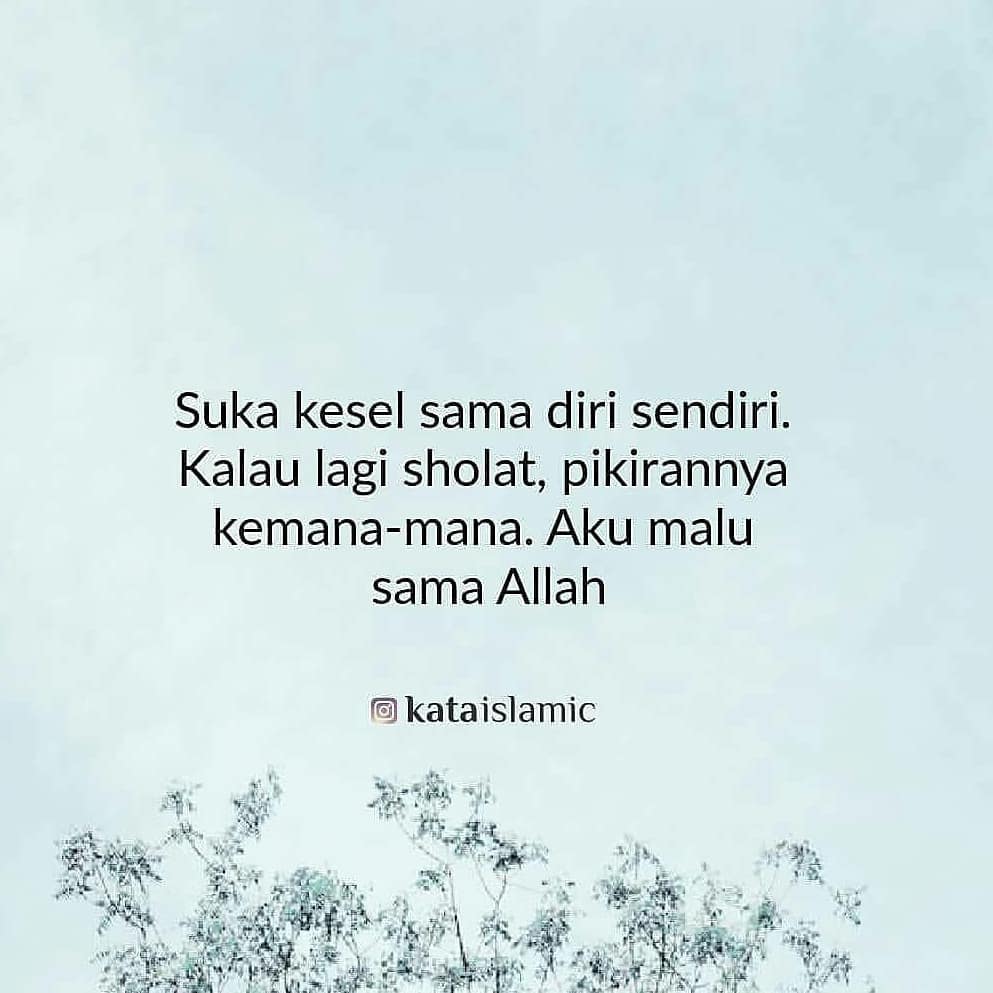 Suka kesel sama diri sendiri.
Kalau lagi sholat, pikirannya
kemana-mana. Aku malu
sama Allah
kataislamic